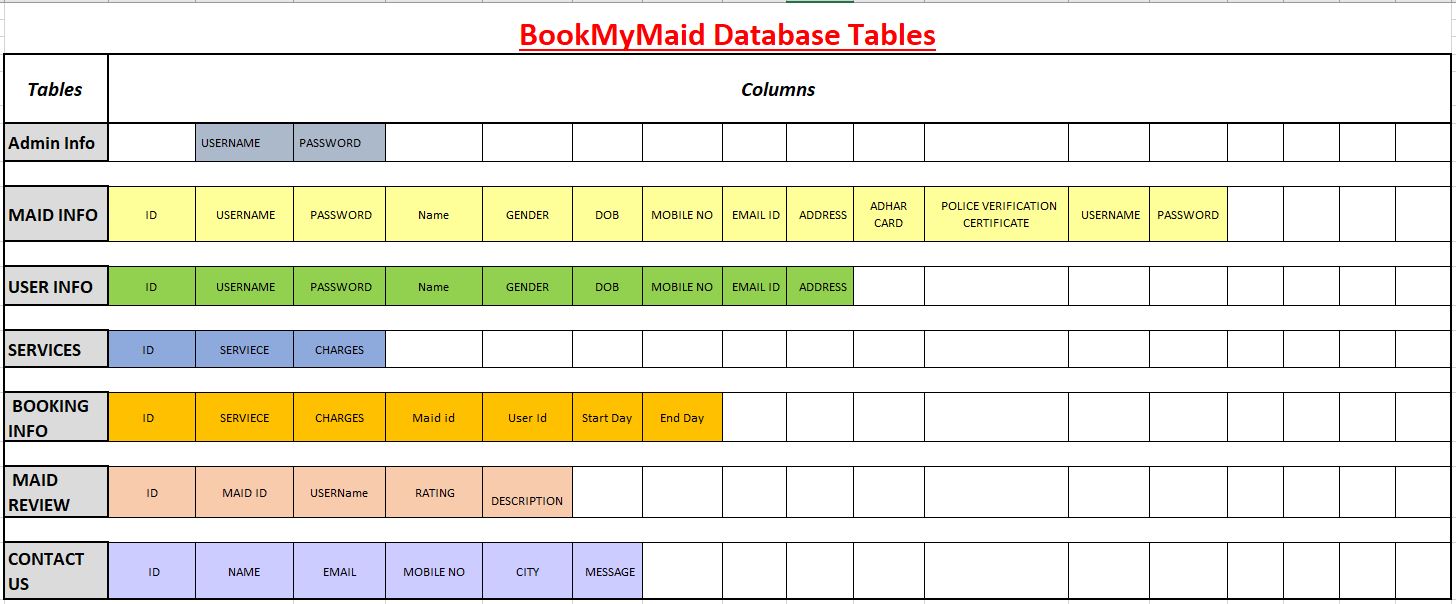 BookMyMaid Database Tables
Tables Columns
Admin Info USERNAME PASSWORD
MAID INFO ID USERNAME PASSWORD Name GENDER DOB MOBILE NO EMAIL ID ADDRESS ADHAR CARD POLICE VERIFICATION CERTIFICATE USERNAME PASSWORD
USER INFO ID USERNAME PASSWORD Name GENDER DOB MOBILE NO EMAIL ID ADDRESS
SERVICES ID SERVIECE CHARGES
BOOKING INFO ID SERVIECE CHARGES Maid id User Id Start Day End Day
MAID REVIEW ID MAID ID USERName RATING DESCRIPTION
CONTACT US ID NAME EMAIL MOBILE NO CITY MESSAGE